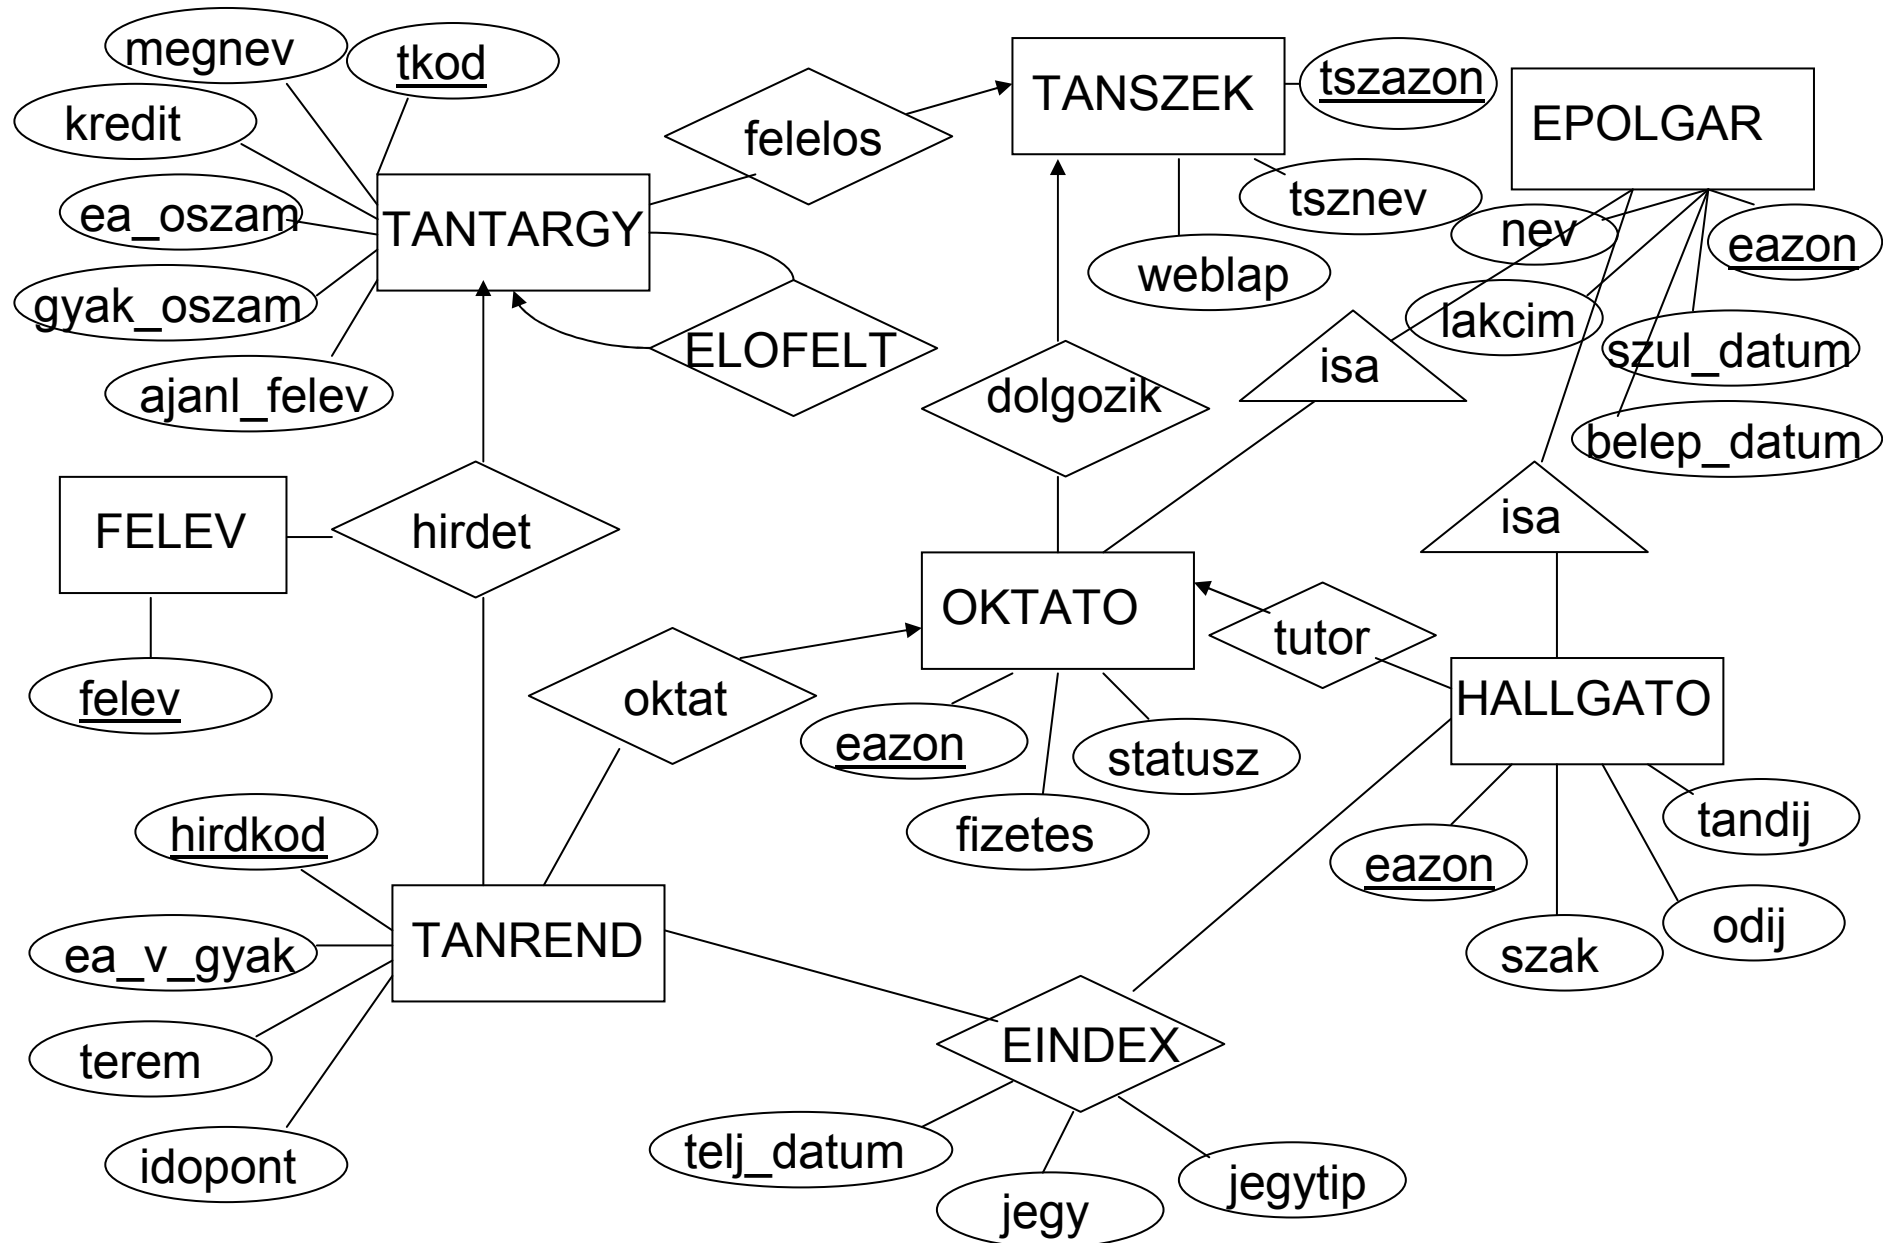 megnev
tkod
kredit
ea_oszam
gyak_oszam
ajanl_felev
TANTARGY
felelos
TANSZEK
tszazon
tsznev
weblap
EPOLGAR
nev
eazon
lakcim
szul_datum
belep_datum
ELOFELT
dolgozik
isa
isa
FELEV
felev
hirdet
OKTATO
tutor
HALLGATO
oktat
eazon
statusz
fizetes
tandij
eazon
odij
szak
hirdkod
ea_v_gyak
terem
idopont
TANREND
EINDEX
telj_datum
jegy
jegytip